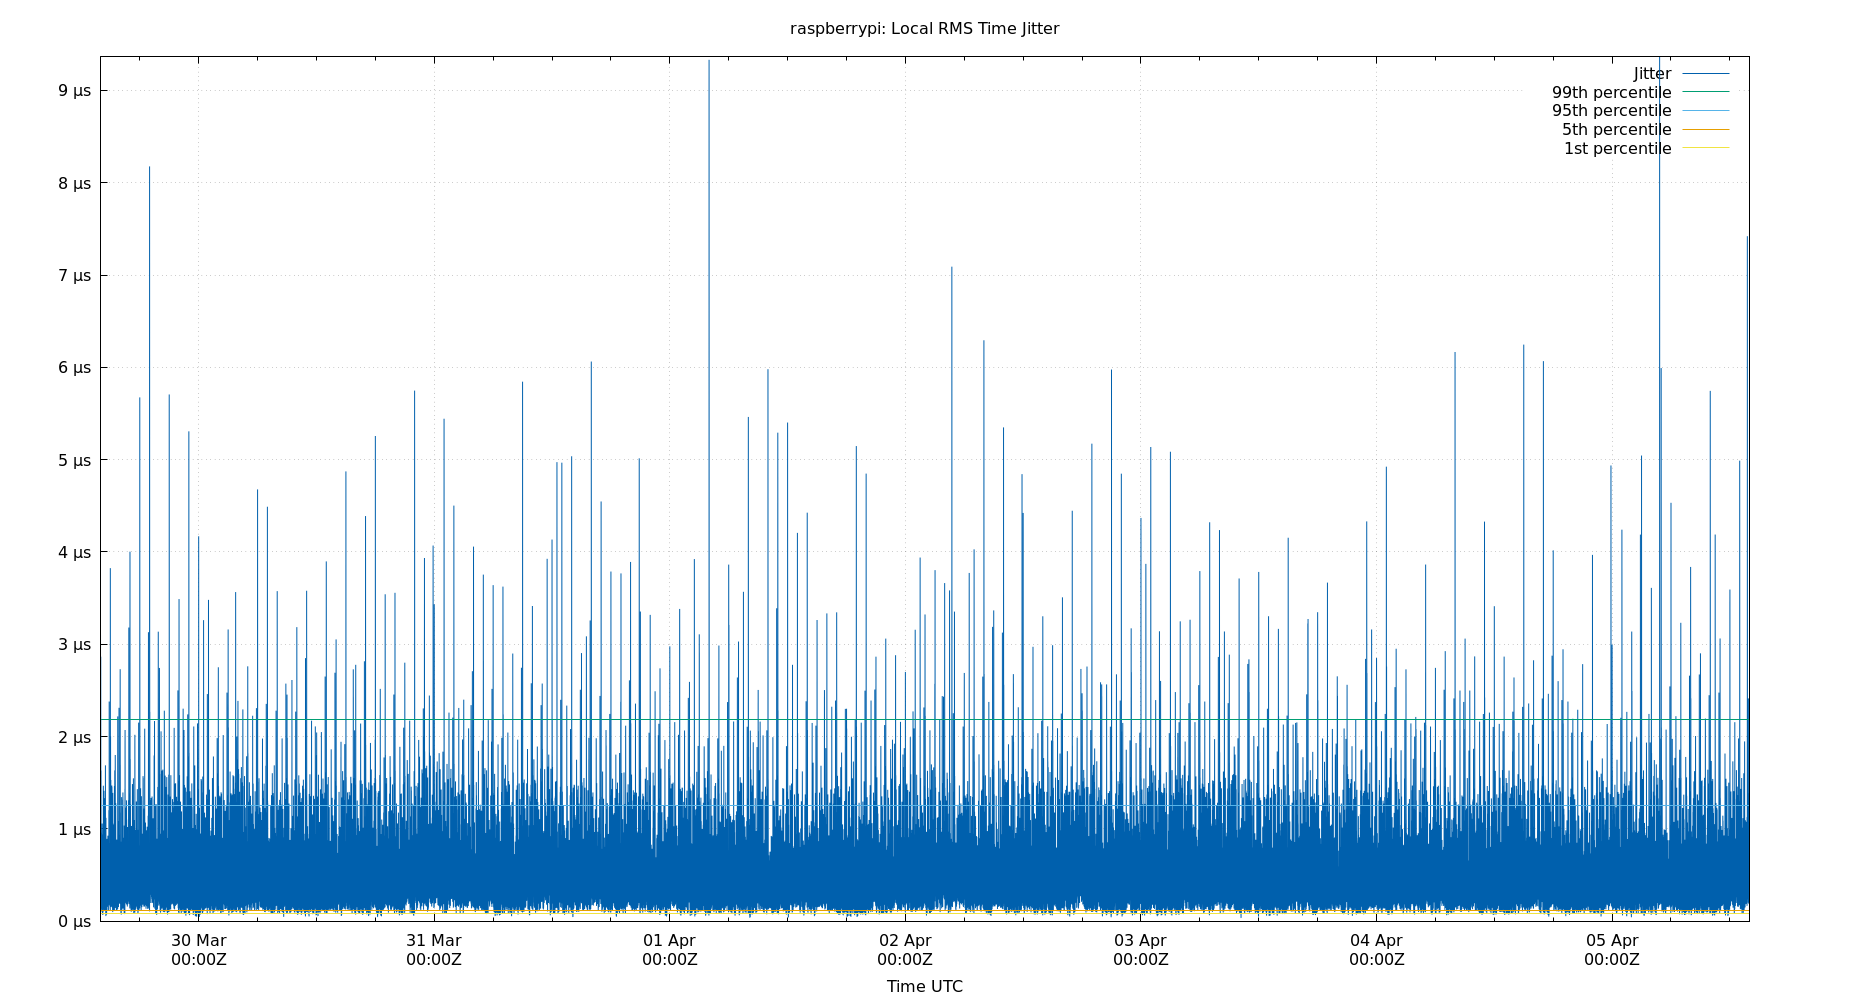 raspberrypi: Local RMS Time Jitter
Jitter
99th percentile
95th percentile
5th percentile
1st percentile
9 µs
8 µs
7 µs
6 µs
5 µs
4 µs
3 µs
2 µs
1 µs
0 µs
30 Mar 31 Mar 01 Apr 02 Apr 03 Apr 04 Apr 05 Apr
00:00Z 00:00Z 00:00Z 00:00Z 00:00Z 00:00Z 00:00Z
Time UTC